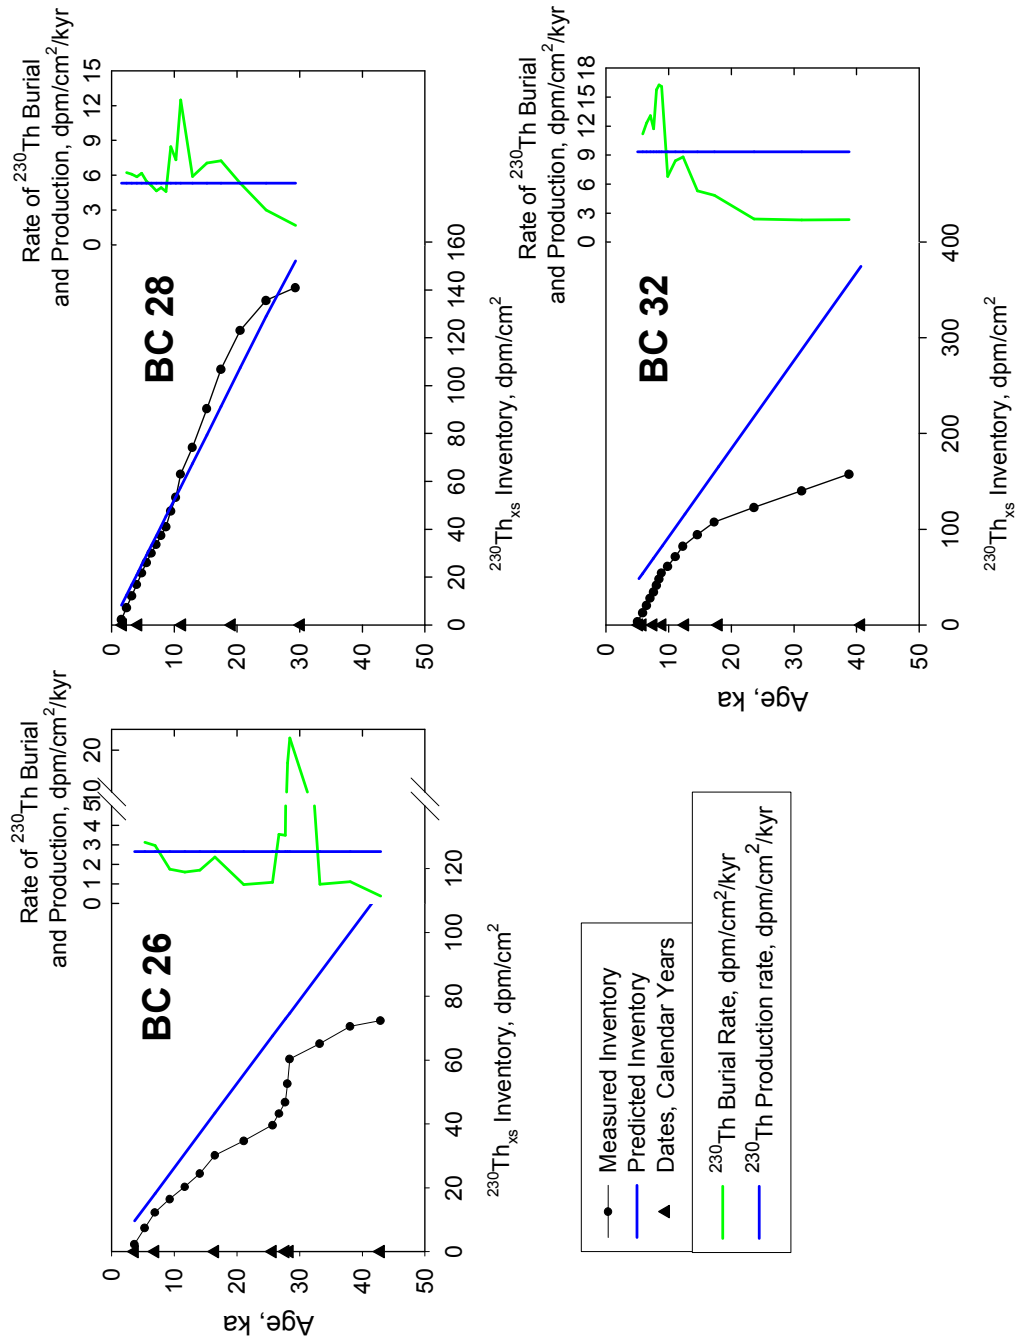 Rate of ²³⁰Th Burial
and Production, dpm/cm²/kyr
0 1 2 3 4 5 10 20
BC 26
0 10 20 30 40 50
Age, ka
0 20 40 60 80 100 120
²³⁰Thₓₛ Inventory, dpm/cm²
Rate of ²³⁰Th Burial
and Production, dpm/cm²/kyr
0 3 6 9 12 15
BC 28
0 10 20 30 40 50
0 20 40 60 80 100 120 140 160
²³⁰Thₓₛ Inventory, dpm/cm²
Measured Inventory
Predicted Inventory
Dates, Calendar Years
²³⁰Th Burial Rate, dpm/cm²/kyr
²³⁰Th Production rate, dpm/cm²/kyr
Rate of ²³⁰Th Burial
and Production, dpm/cm²/kyr
0 3 6 9 12 15 18
BC 32
0 10 20 30 40 50
Age, ka
0 100 200 300 400
²³⁰Thₓₛ Inventory, dpm/cm²